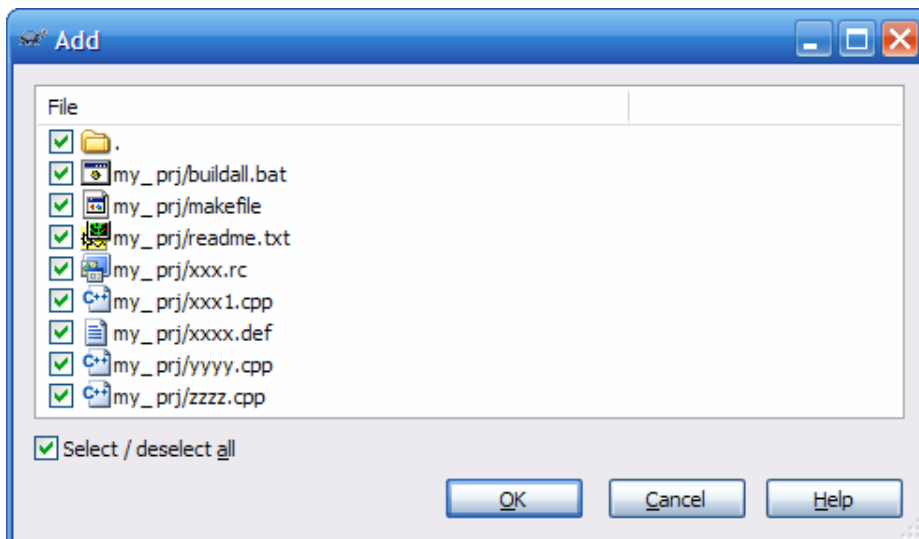 Add
File
.
my_prj/buildall.bat
my_prj/makefile
my_prj/readme.txt
my_prj/xxx.rc
C++ my_prj/xxx1.cpp
my_prj/xxxx.def
C++ my_prj/yyyy.cpp
C++ my_prj/zzzz.cpp
Select / deselect all
OK Cancel Help